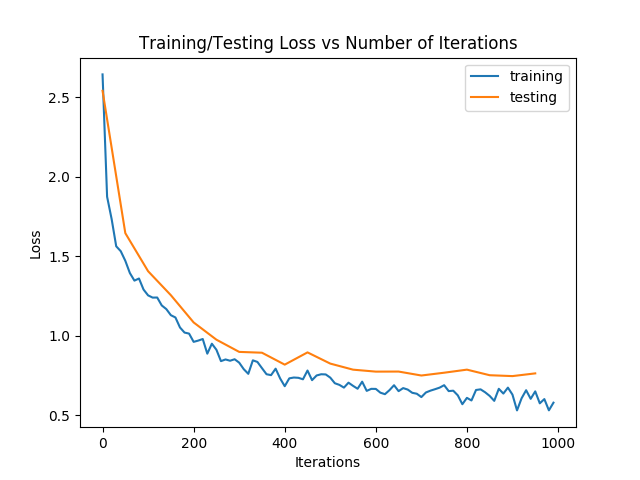 Training/Testing Loss vs Number of Iterations
training
testing
Loss
2.5
2.0
1.5
1.0
0.5
0 200 400 600 800 1000
Iterations